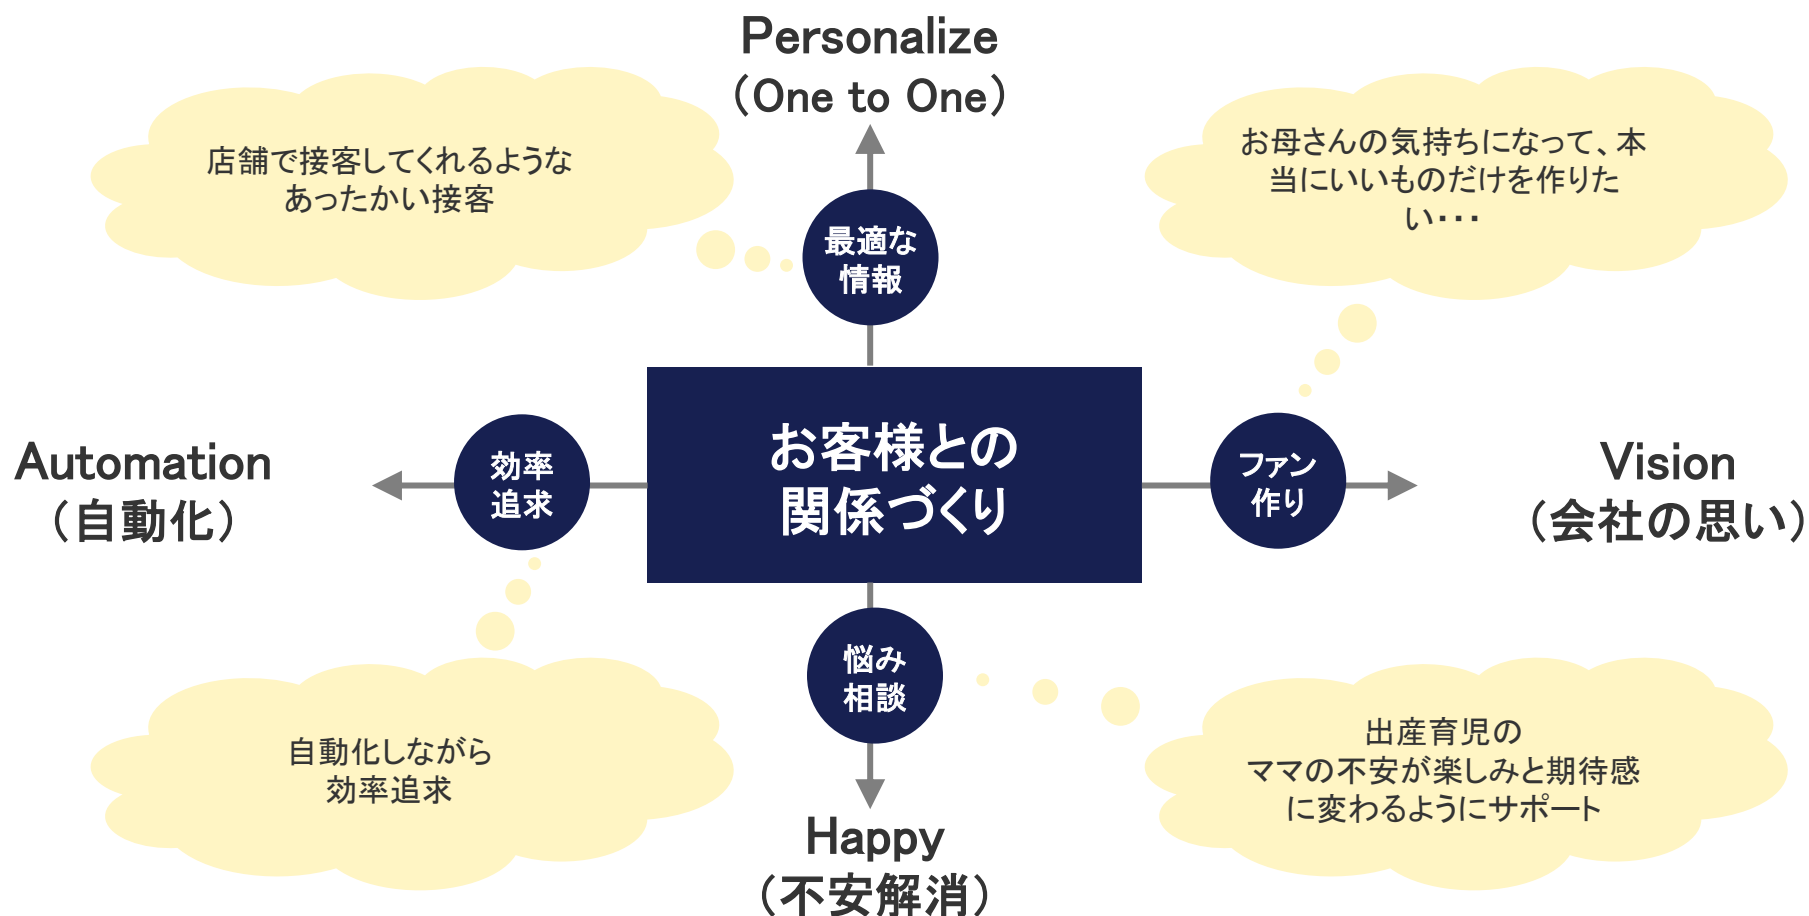 Personalize
（One to One）
店舗で接客してくれるような
あったかい接客
お母さんの気持ちになって、本
当にいいものだけを作りた
い・・・
最適な
情報
Automation
（自動化）
効率
追求
お客様との
関係づくり
ファン
作り
Vision
（会社の思い）
悩み
相談
自動化しながら
効率追求
出産育児の
ママの不安が楽しみと期待感
に変わるようにサポート
Happy
（不安解消）